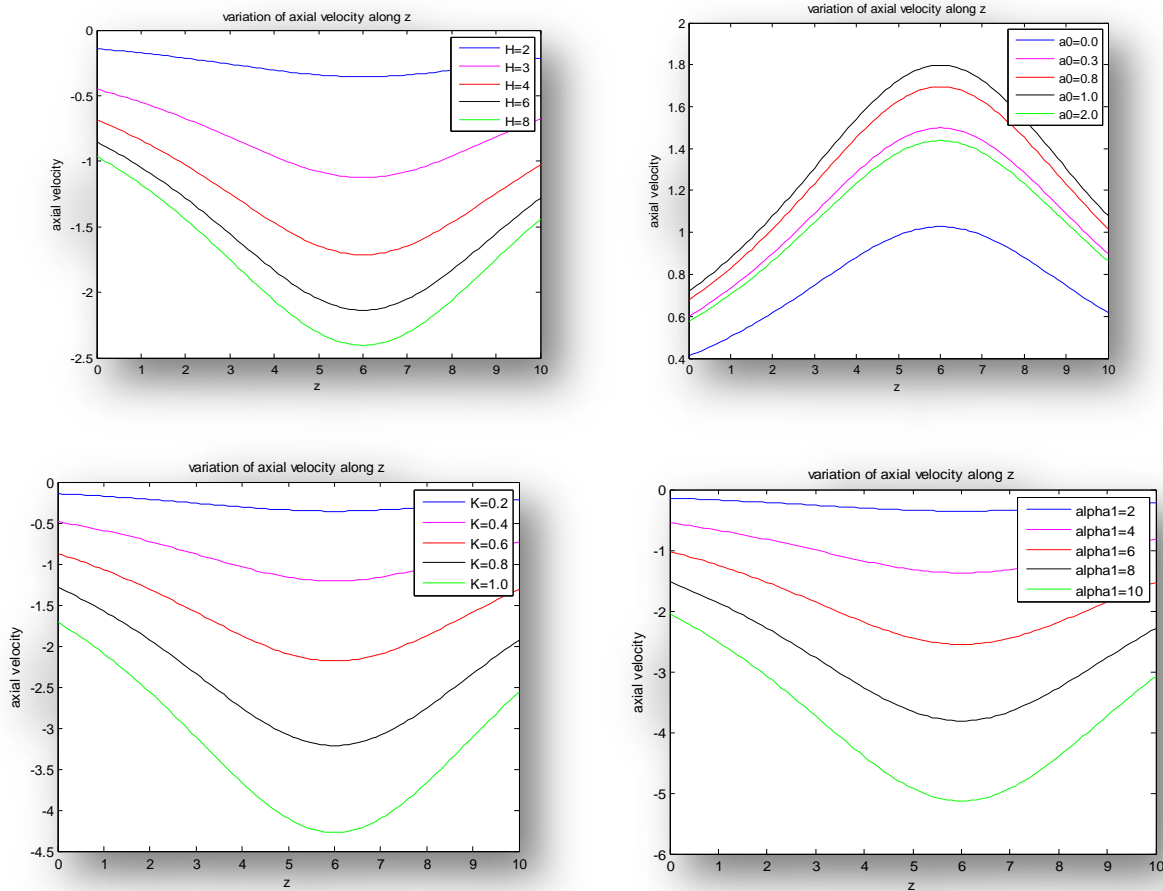 variation of axial velocity along z
0
-0.5
-1
-1.5
-2
-2.5
axial velocity
H=2
H=3
H=4
H=6
H=8
0 1 2 3 4 5 6 7 8 9 10
z
variation of axial velocity along z
2
1.8
1.6
1.4
1.2
1
0.8
0.6
0.4
axial velocity
a0=0.0
a0=0.3
a0=0.8
a0=1.0
a0=2.0
0 1 2 3 4 5 6 7 8 9 10
z
variation of axial velocity along z
0
-0.5
-1
-1.5
-2
-2.5
-3
-3.5
-4
-4.5
axial velocity
K=0.2
K=0.4
K=0.6
K=0.8
K=1.0
0 1 2 3 4 5 6 7 8 9 10
z
variation of axial velocity along z
0
-1
-2
-3
-4
-5
-6
axial velocity
alpha1=2
alpha1=4
alpha1=6
alpha1=8
alpha1=10
0 1 2 3 4 5 6 7 8 9 10
z